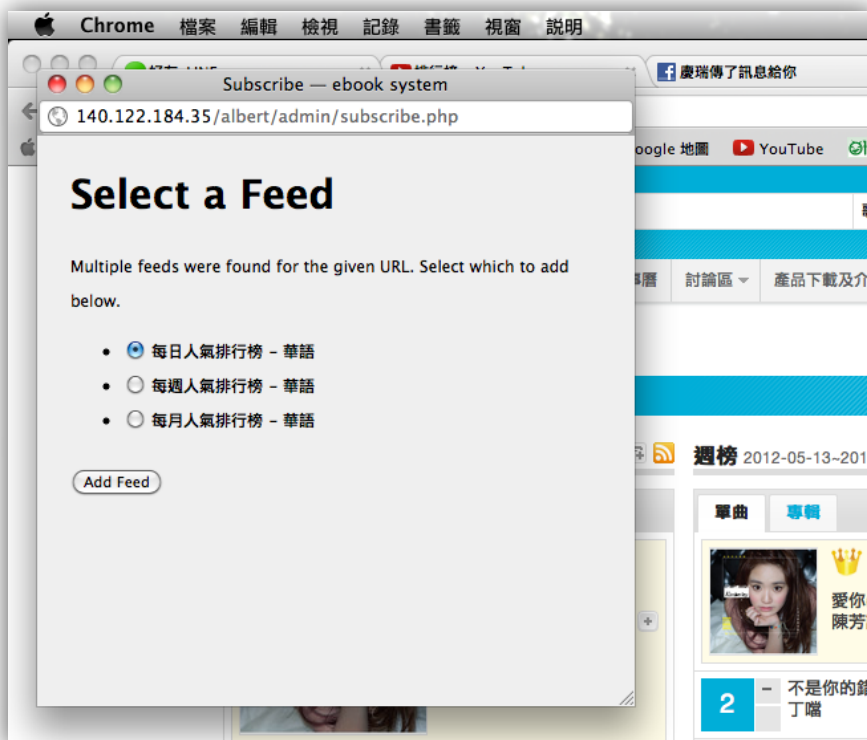 Chrome 檔案 編輯 檢視 記錄 書籤 視窗 説明
慶瑞傳了訊息給你
Subscribe — ebook system
140.122.184.35/albert/admin/subscribe.php
oogle 地圖 YouTube
Select a Feed
Multiple feeds were found for the given URL. Select which to add
below.
每日人氣排行榜 – 華語
每週人氣排行榜 – 華語
每月人氣排行榜 – 華語
Add Feed
討論區 產品下載及介
週榜 2012-05-13~201
單曲 專輯
愛你
陳芳
2 不是你的錯
丁噹